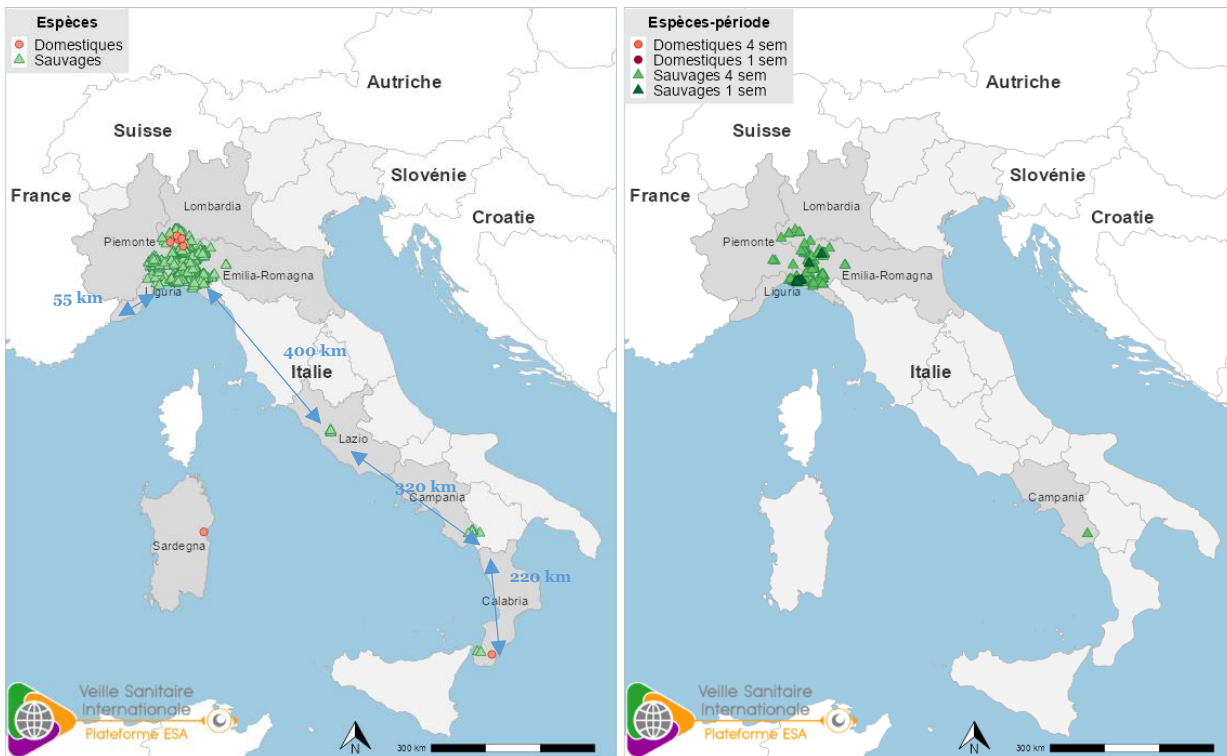 Espèces
Domestiques
Sauvages
Autriche
Suisse
Slovénie
France
Lombardia
Croatie
Piemonte
Emilia-Romagna
Liguria
55 km
400 km
Italie
Lazio
320 km
Campania
Sardegna
220 km
Calabria
Veille Sanitaire
Internationale
Plateforme ESA
N
300 km
Espèces-période
Domestiques 4 sem
Domestiques 1 sem
Sauvages 4 sem
Sauvages 1 sem
Autriche
Suisse
Slovénie
France
Lombardia
Croatie
Piemonte
Emilia-Romagna
Liguria
Italie
Campania
Veille Sanitaire
Internationale
Plateforme ESA
N
300 km